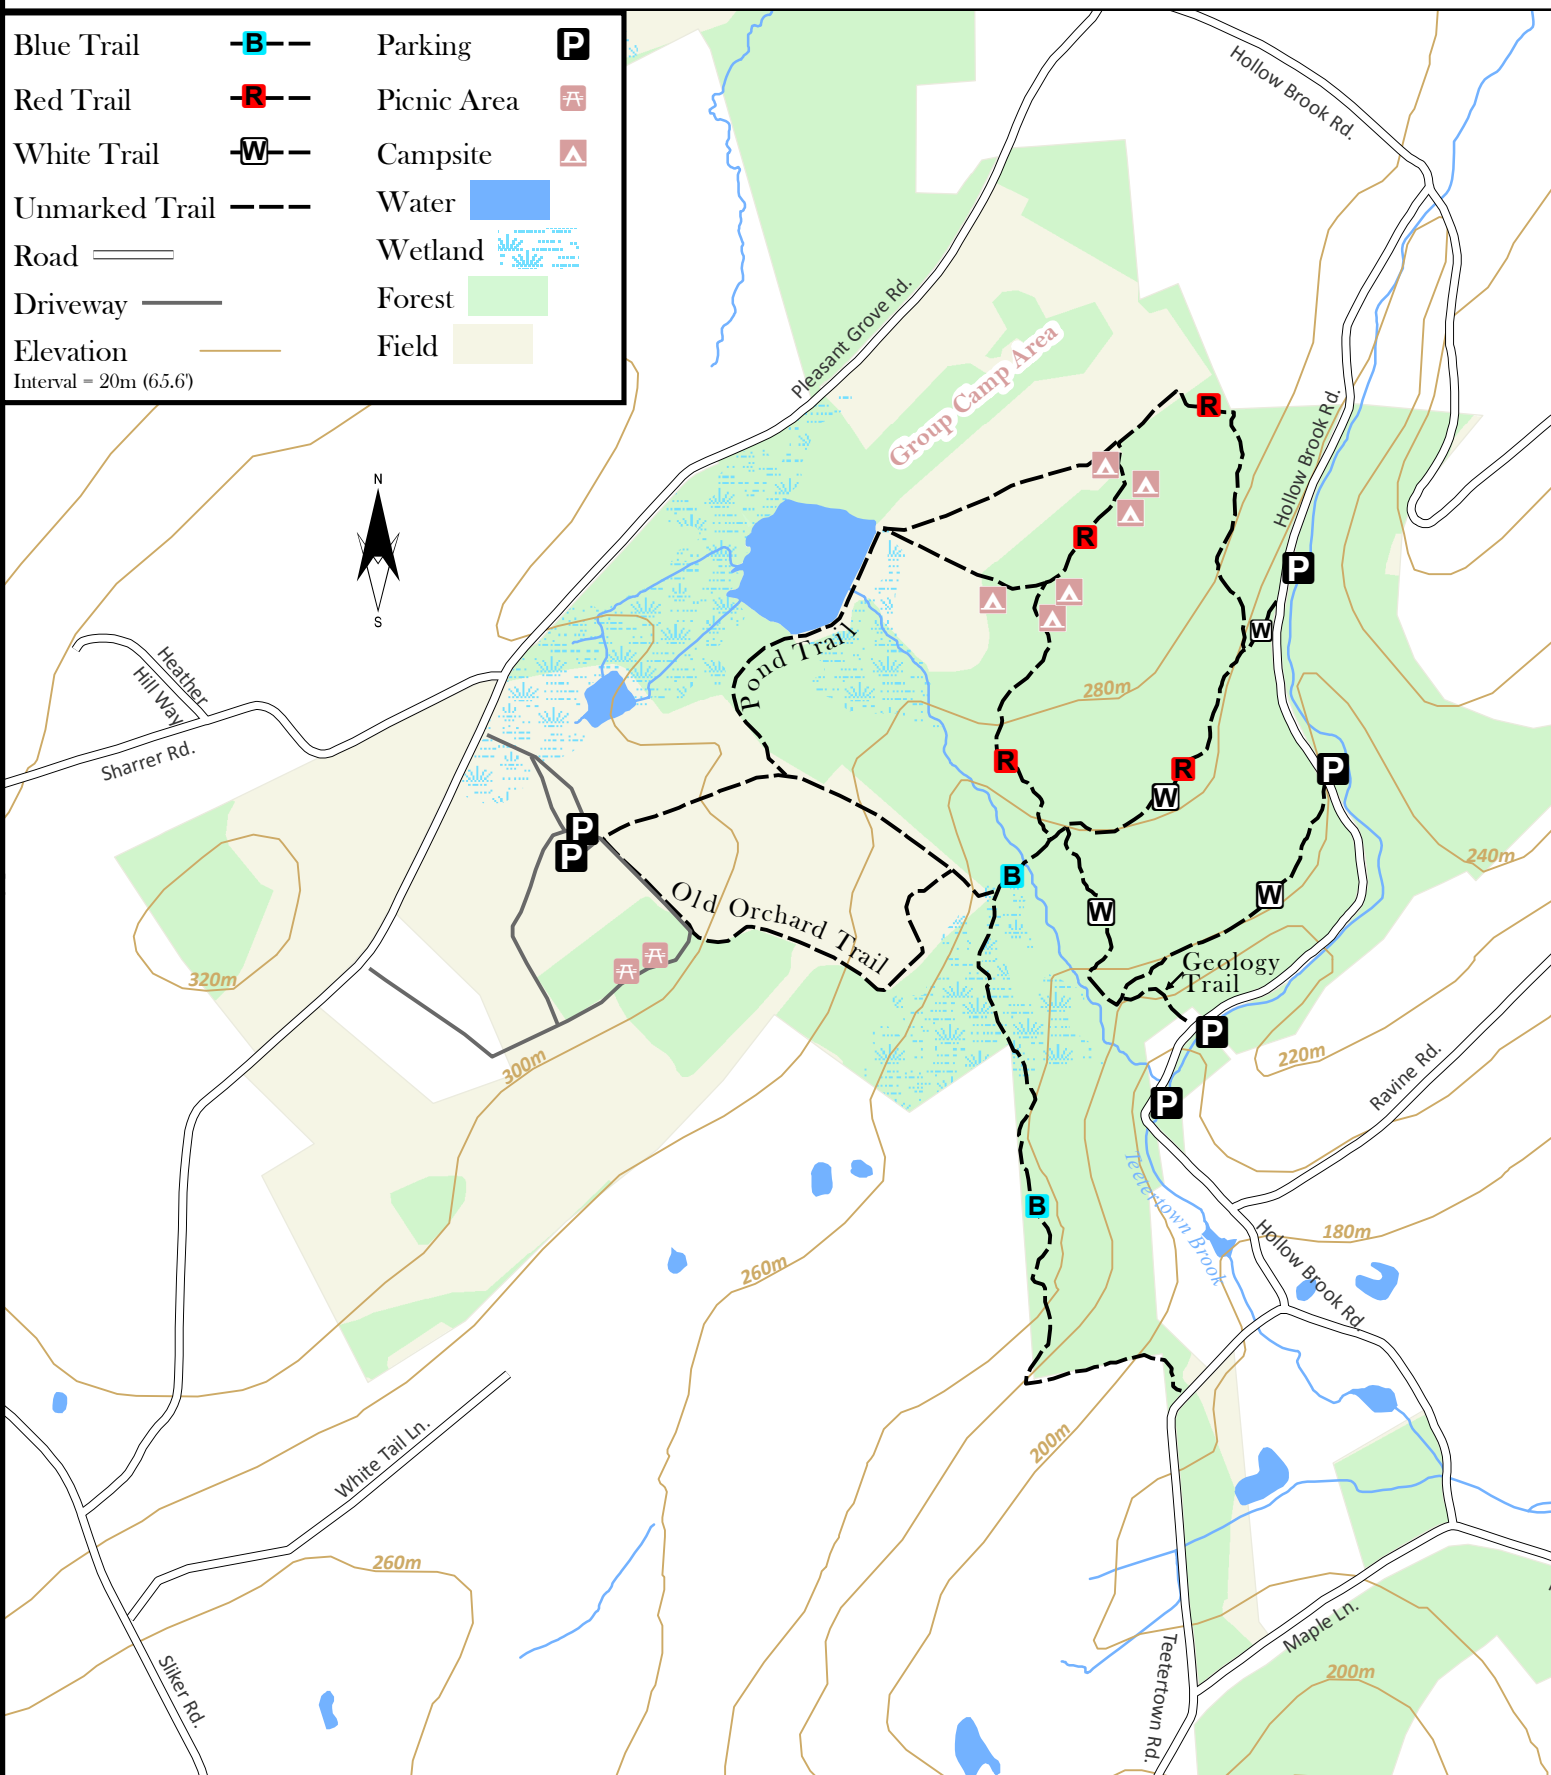 Blue Trail
B
Red Trail
R
White Trail
W
Unmarked Trail
Road
Driveway
Elevation
Interval = 20m (65.6')
Parking
P
Picnic Area
Campsite
Water
Wetland
Forest
Field
N
S
Hollow Brook Rd.
Pleasant Grove Rd.
Group Camp Area
R
Hollow Brook Rd.
R
P
W
Pond Trail
Heather
Hill Way
280m
Sharrer Rd.
R
R
W
P
P
P
240m
B
W
W
Old Orchard Trail
320m
Geology
Trail
P
300m
220m
Ravine Rd.
P
Teetertown Brook
B
180m
Hollow Brook Rd.
260m
White Tail Ln.
200m
260m
Maple Ln.
Sliker Rd.
Teetertown Rd.
200m